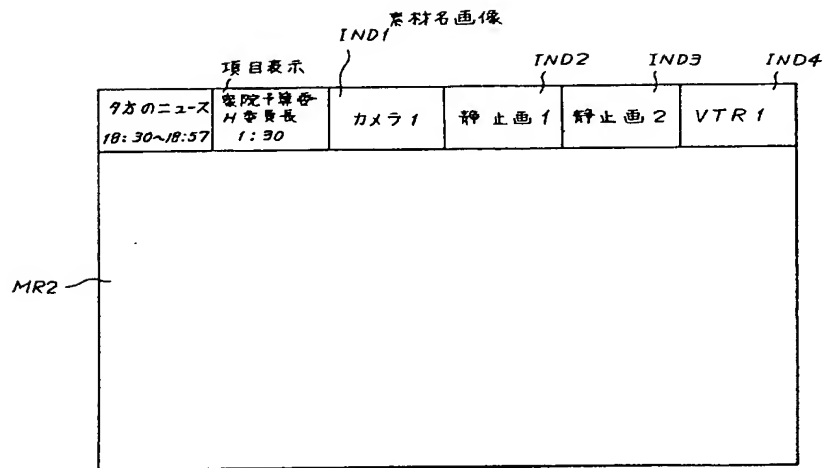 素材名画像
IND1
IND2
IND3
IND4
項目表示
夕方のニュース
18:30~18:57
衆院予算委
H委員長
1:30
カメラ1
静止画1
静止画2
VTR1
MR2